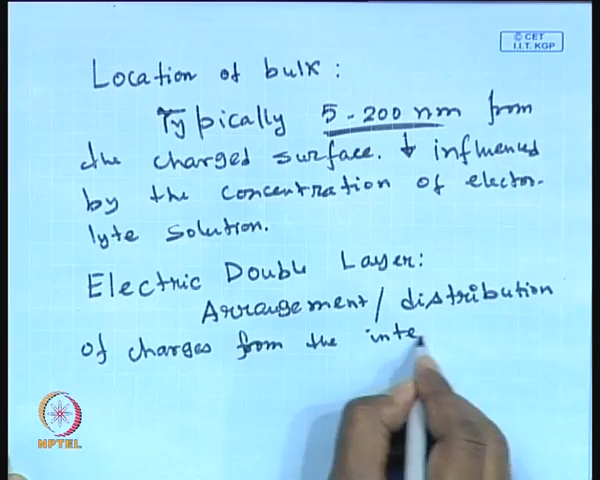 © CET
I.I.T. KGP
Location of bulk:
Typically 5-200 nm from
the charged surface. & influenced
by the concentration of electro-
lyte solution.
Electric Double Layer:
Arrangement / distribution
of charges from the inte
NPTEL